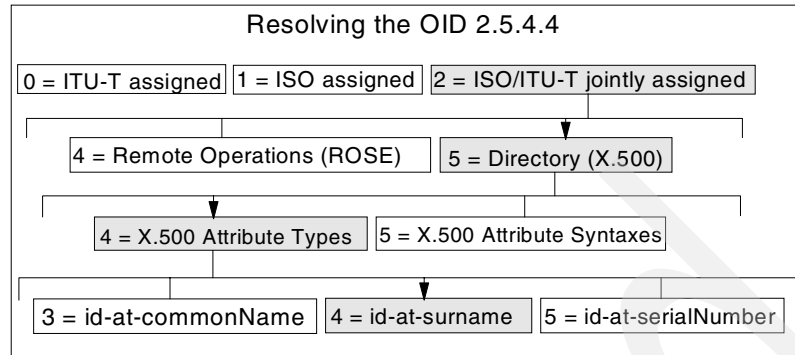 Resolving the OID 2.5.4.4
0 = ITU-T assigned
1 = ISO assigned
2 = ISO/ITU-T jointly assigned
4 = Remote Operations (ROSE)
5 = Directory (X.500)
4 = X.500 Attribute Types
5 = X.500 Attribute Syntaxes
3 = id-at-commonName
4 = id-at-surname
5 = id-at-serialNumber